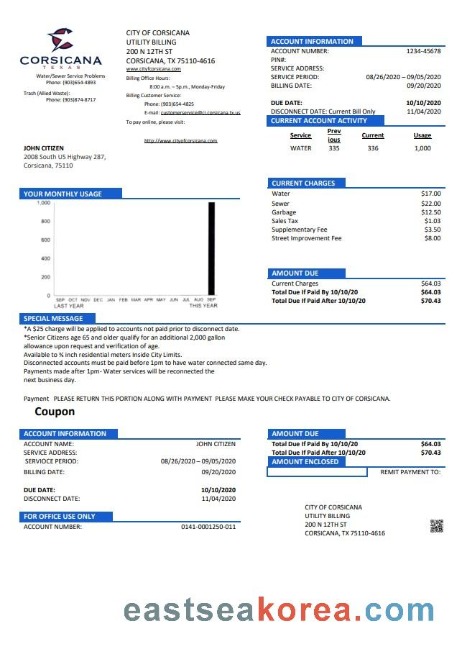 CORSICANA
TEXAS
Water/Sewer Service Problems
Phone: (903)654-4893
Trash (Allied Waste):
Phone: (903)874-8717
CITY OF CORSICANA
UTILITY BILLING
200 N 12TH ST
CORSICANA, TX 75110-4616
www.cityofcorsicana.com
Billing Office Hours:
8:00 a.m. – 5p.m., Monday-Friday
Billing Customer Service:
Phone: (903)654-4825
E-mail: customerservice@ci.corsicana.tx.us
To pay online, please visit:
http://www.cityofcorsicana.com
JOHN CITIZEN
2008 South US Highway 287,
Corsicana, 75110
ACCOUNT INFORMATION
ACCOUNT NUMBER: 1234-45678
PIN#:
SERVICE ADDRESS:
SERVICE PERIOD: 08/26/2020 – 09/05/2020
BILLING DATE: 09/20/2020
DUE DATE: 10/10/2020
DISCONNECT DATE: Current Bill Only 11/04/2020
CURRENT ACCOUNT ACTIVITY
Service Prev ious Current Usage
WATER 335 336 1,000
YOUR MONTHLY USAGE
1,000
800
600
400
200
0
SEP OCT NOV DEC JAN FEB MAR APR MAY JUN JUL AUG SEP
LAST YEAR THIS YEAR
CURRENT CHARGES
Water $17.00
Sewer $22.00
Garbage $12.50
Sales Tax $1.03
Supplementary Fee $3.50
Street Improvement Fee $8.00
AMOUNT DUE
Current Charges $64.03
Total Due If Paid By 10/10/20 $64.03
Total Due If Paid After 10/10/20 $70.43
SPECIAL MESSAGE
*A $25 charge will be applied to accounts not paid prior to disconnect date.
*Senior Citizens age 65 and older qualify for an additional 2,000 gallon
allowance upon request and verification of age.
Available to ¾ inch residential meters Inside City Limits.
Disconnected accounts must be paid before 1pm to have water connected same day.
Payments made after 1pm- Water services will be reconnected the
next business day.
Payment PLEASE RETURN THIS PORTION ALONG WITH PAYMENT PLEASE MAKE YOUR CHECK PAYABLE TO CITY OF CORSICANA.
Coupon
ACCOUNT INFORMATION
ACCOUNT NAME: JOHN CITIZEN
SERVICE ADDRESS:
SERVIOCE PERIOD: 08/26/2020 – 09/05/2020
BILLING DATE: 09/20/2020
DUE DATE: 10/10/2020
DISCONNECT DATE: 11/04/2020
FOR OFFICE USE ONLY
ACCOUNT NUMBER: 0141-0001250-011
AMOUNT DUE
Total Due If Paid By 10/10/20 $64.03
Total Due If Paid After 10/10/20 $70.43
AMOUNT ENCLOSED
REMIT PAYMENT TO:
CITY OF CORSICANA
UTILITY BILLING
200 N 12TH ST
CORSICANA, TX 75110-4616
eastseakorea.com